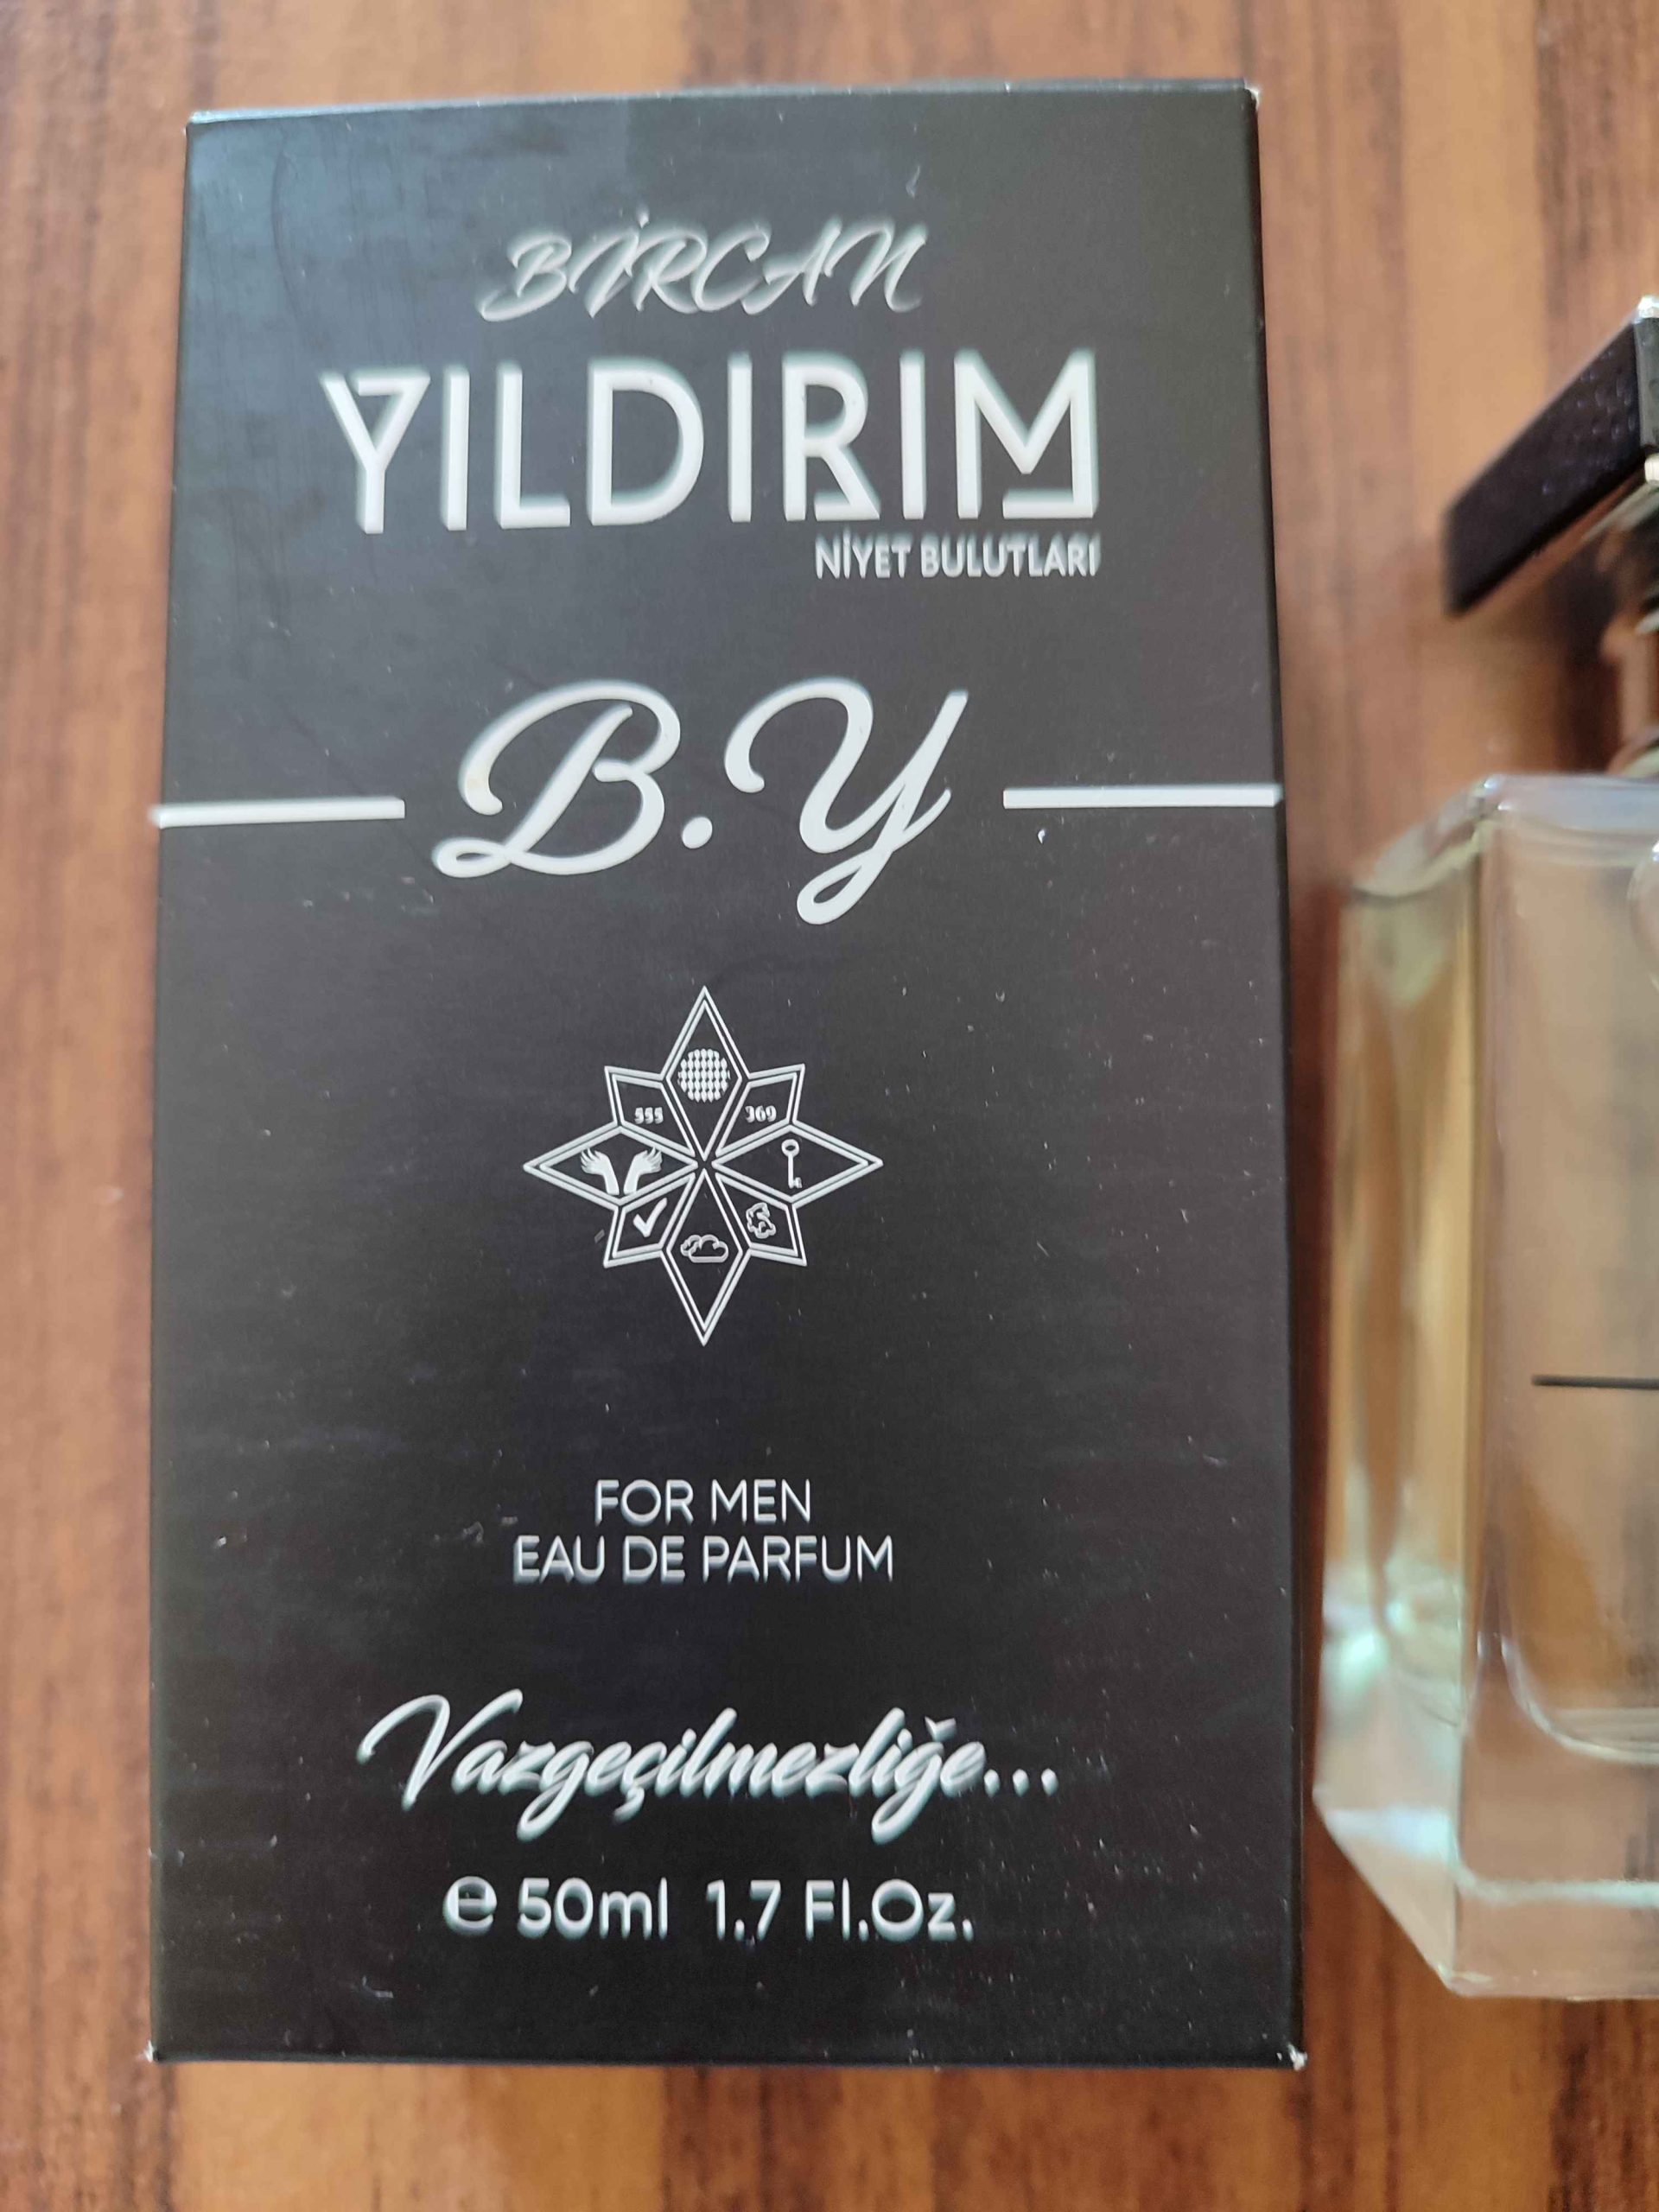 BİRCAN
YILDIRIM
NİYET BULUTLARI
B.Y
555 369
FOR MEN
EAU DE PARFUM
Vazgeçilmezliğe...
℮ 50ml 1.7 Fl.Oz.